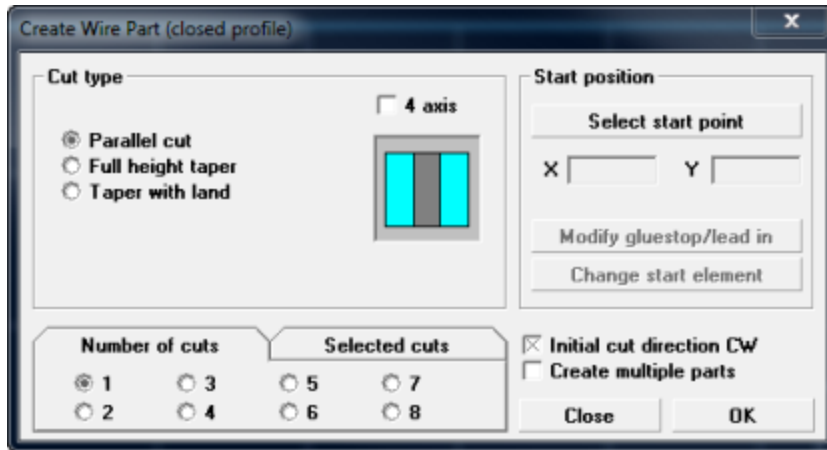 Create Wire Part (closed profile)
Cut type
4 axis
Parallel cut
Full height taper
Taper with land
Start position
Select start point
X Y
Modify gluestop/lead in
Change start element
Number of cuts Selected cuts
1 3 5 7
2 4 6 8
Initial cut direction CW
Create multiple parts
Close OK